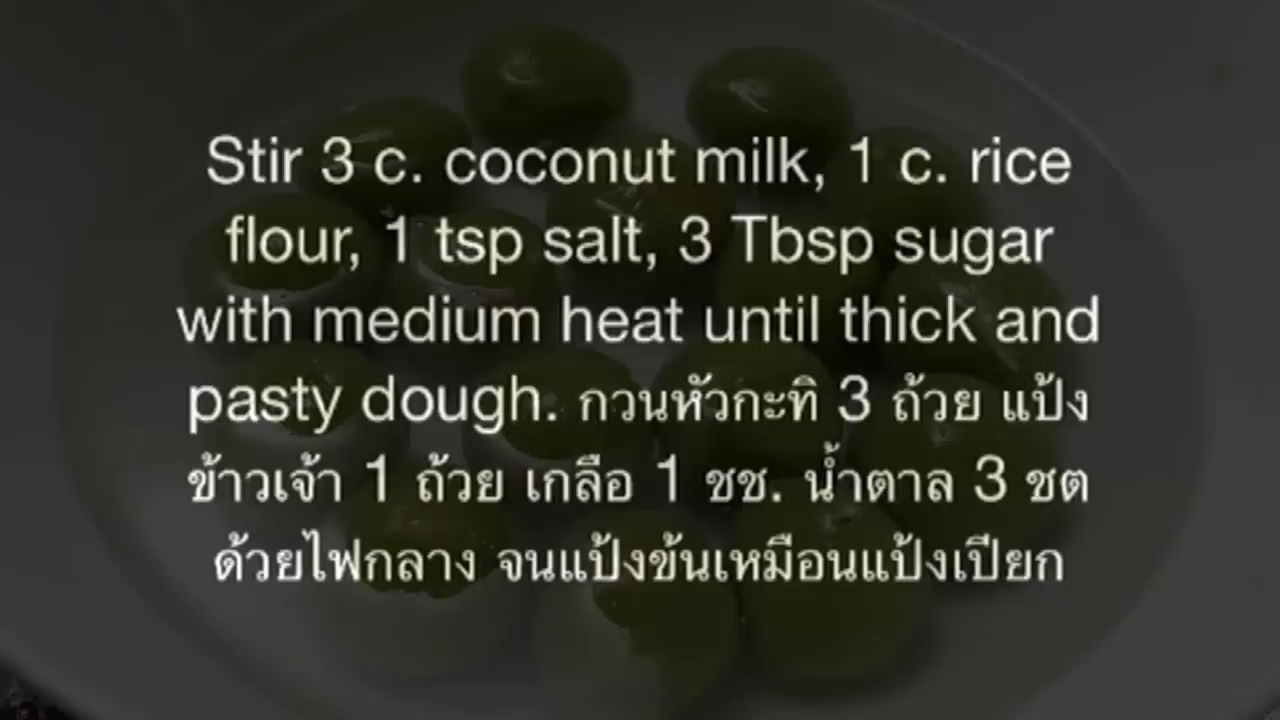 Stir 3 c. coconut milk, 1 c. rice
flour, 1 tsp salt, 3 Tbsp sugar
with medium heat until thick and
pasty dough. กวนหัวกะทิ 3 ถ้วย แป้ง
ข้าวเจ้า 1 ถ้วย เกลือ 1 ชช. น้ำตาล 3 ชต
ด้วยไฟกลาง จนแป้งข้นเหมือนแป้งเปียก